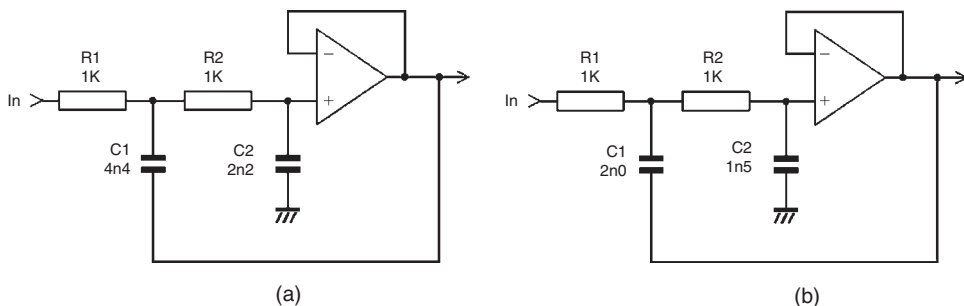 R1
1K
R2
1K
In
−
+
C1
4n4
C2
2n2
(a)
R1
1K
R2
1K
In
−
+
C1
2n0
C2
1n5
(b)